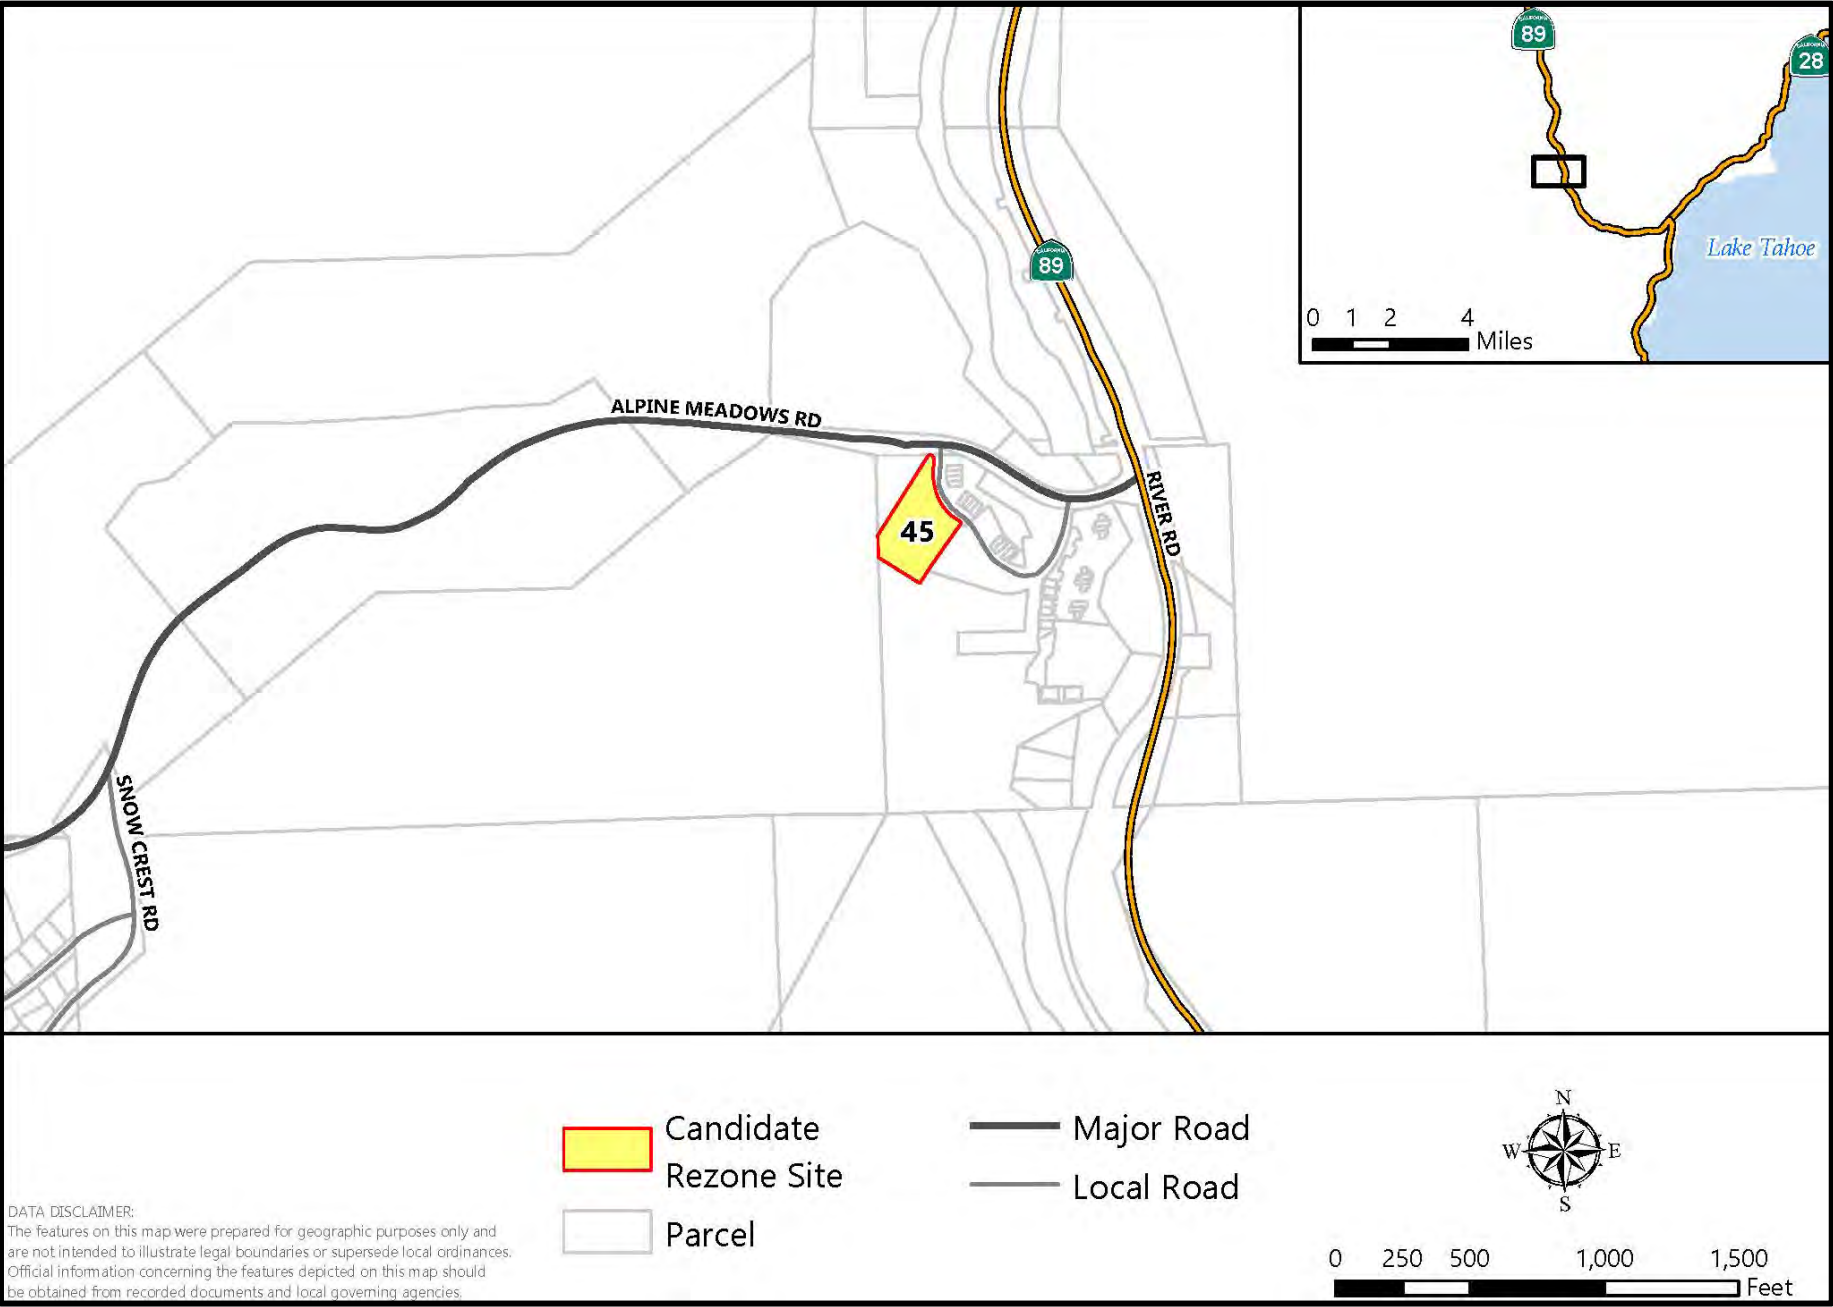 CALIFORNIA
89
CALIFORNIA
28
Lake Tahoe
0 1 2 4
Miles
CALIFORNIA
89
ALPINE MEADOWS RD
RIVER RD
45
SNOW CREST RD
Candidate
Rezone Site
Parcel
Major Road
Local Road
N
W E
S
0 250 500 1,000 1,500
Feet
DATA DISCLAIMER:
The features on this map were prepared for geographic purposes only and
are not intended to illustrate legal boundaries or supersede local ordinances.
Official information concerning the features depicted on this map should
be obtained from recorded documents and local governing agencies.